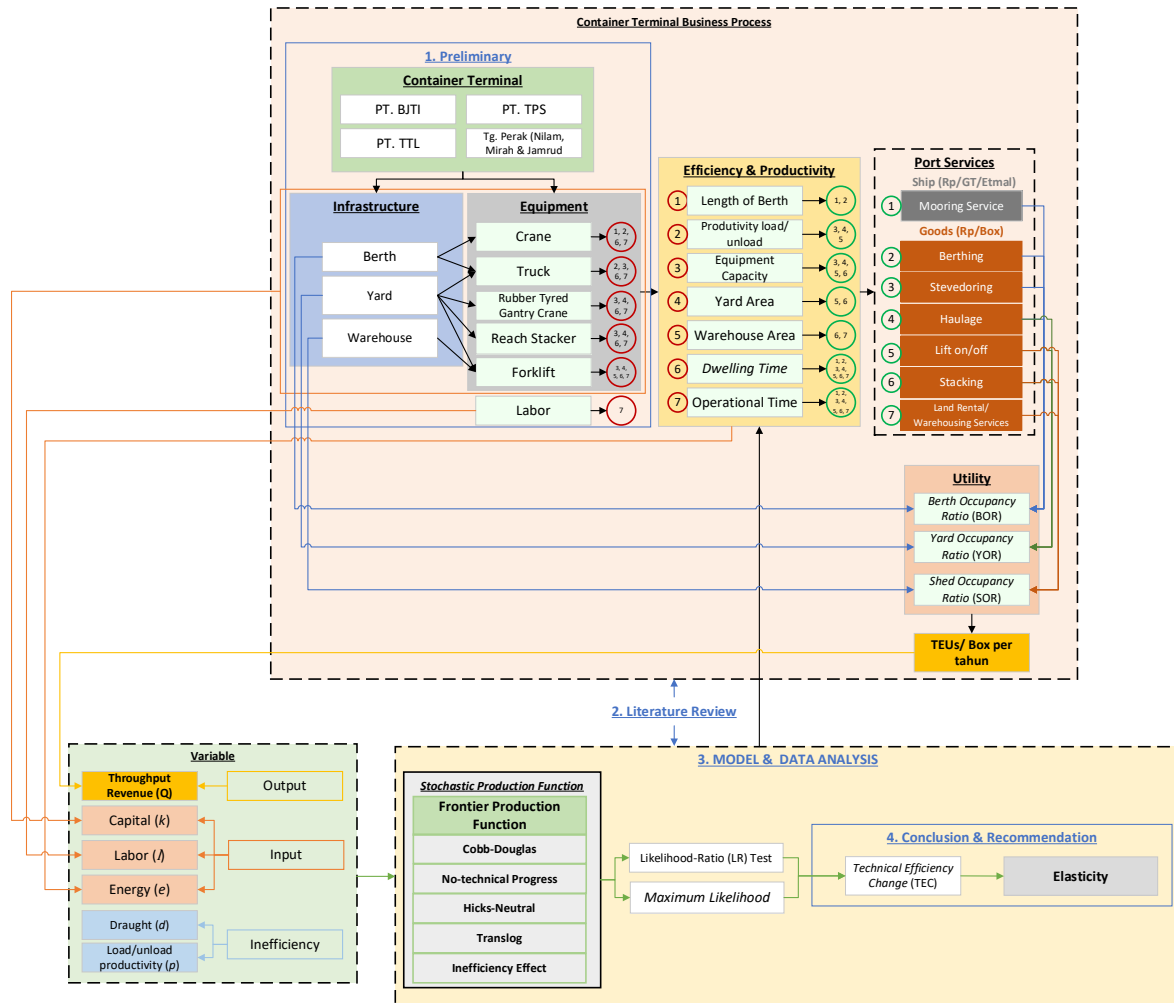 Container Terminal Business Process
1. Preliminary
Container Terminal
PT. BJTI
PT. TPS
PT. TTL
Tg. Perak (Nilam,
Mirah & Jamrud
Infrastructure
Berth
Yard
Warehouse
Equipment
Crane
1, 2,
6, 7
Truck
2, 3,
6, 7
Rubber Tyred
Gantry Crane
3, 4,
6, 7
Reach Stacker
3, 4,
6, 7
Forklift
3, 4,
5, 6, 7
Labor
7
Efficiency & Productivity
1
Length of Berth
1, 2
2
Produtivity load/
unload
3, 4,
5
3
Equipment
Capacity
3, 4,
5, 6
4
Yard Area
5, 6
5
Warehouse Area
6, 7
6
Dwelling Time
1, 2,
3, 4,
5, 6, 7
7
Operational Time
1, 2,
3, 4,
5, 6, 7
Port Services
Ship (Rp/GT/Etmal)
1
Mooring Service
Goods (Rp/Box)
2
Berthing
3
Stevedoring
4
Haulage
5
Lift on/off
6
Stacking
7
Land Rental/
Warehousing Services
Utility
Berth Occupancy
Ratio (BOR)
Yard Occupancy
Ratio (YOR)
Shed Occupancy
Ratio (SOR)
TEUs/ Box per
tahun
2. Literature Review
Variable
Throughput
Revenue (Q)
Output
Capital (k)
Labor (l)
Input
Energy (e)
Draught (d)
Inefficiency
Load/unload
productivity (p)
3. MODEL & DATA ANALYSIS
Stochastic Production Function
Frontier Production
Function
Cobb-Douglas
No-technical Progress
Hicks-Neutral
Translog
Inefficiency Effect
Likelihood-Ratio (LR) Test
Maximum Likelihood
4. Conclusion & Recommendation
Technical Efficiency
Change (TEC)
Elasticity